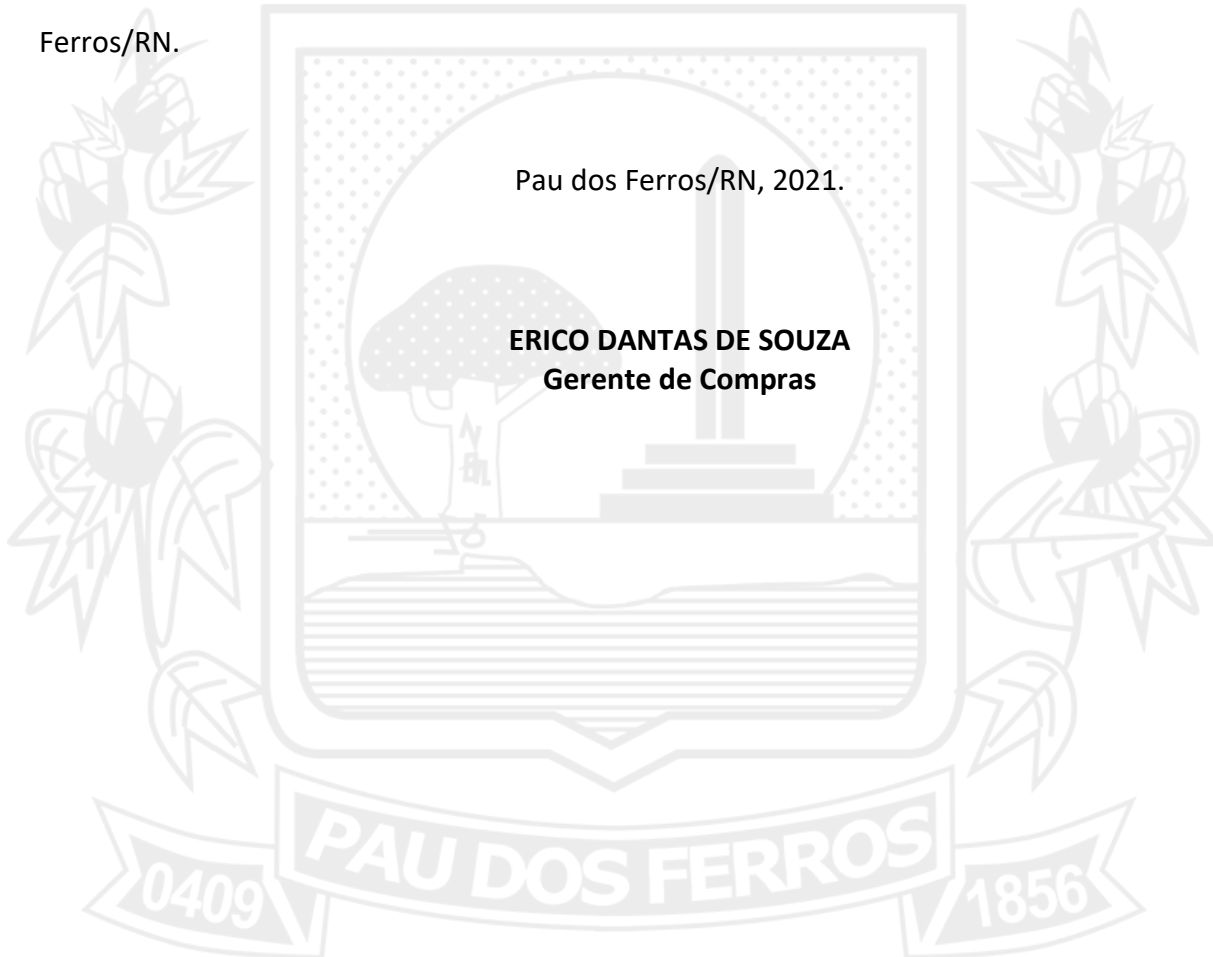 Ferros/RN.
Pau dos Ferros/RN, 2021.
ERICO DANTAS DE SOUZA
Gerente de Compras
PAU DOS FERROS
0409
1856